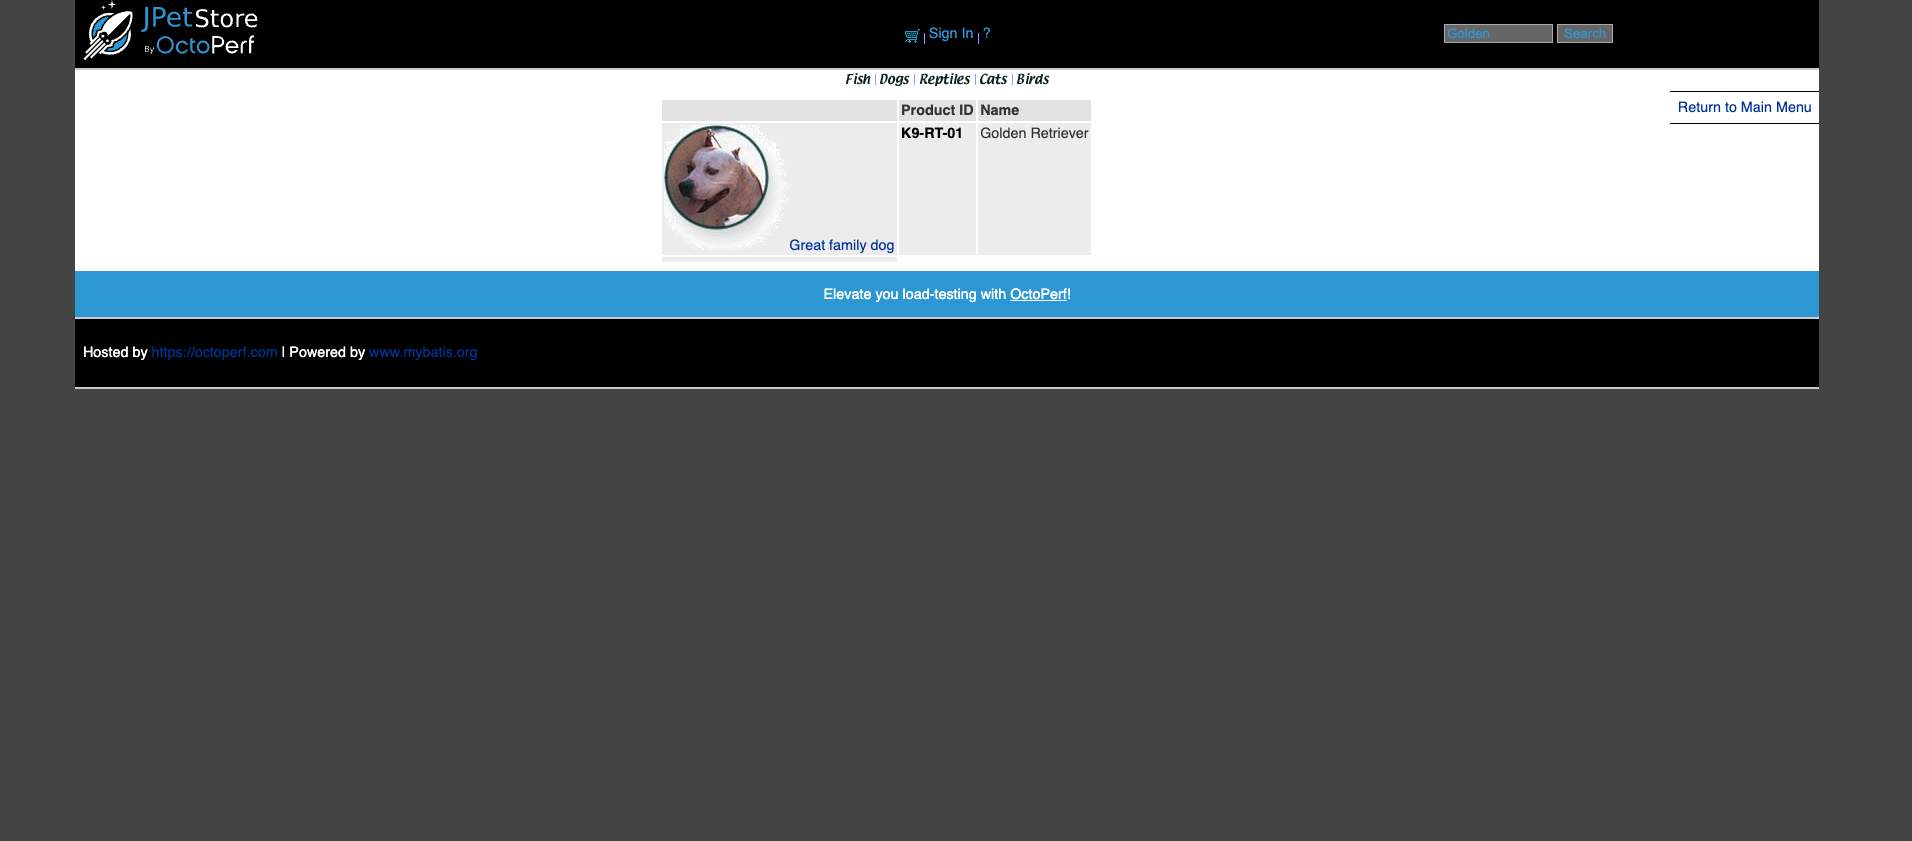 JPetStore
By OctoPerf
Sign In | ?
Golden Search
Fish | Dogs | Reptiles | Cats | Birds
Return to Main Menu
Product ID Name
K9-RT-01 Golden Retriever
Great family dog
Elevate you load-testing with OctoPerf!
Hosted by https://octoperf.com | Powered by www.mybatis.org